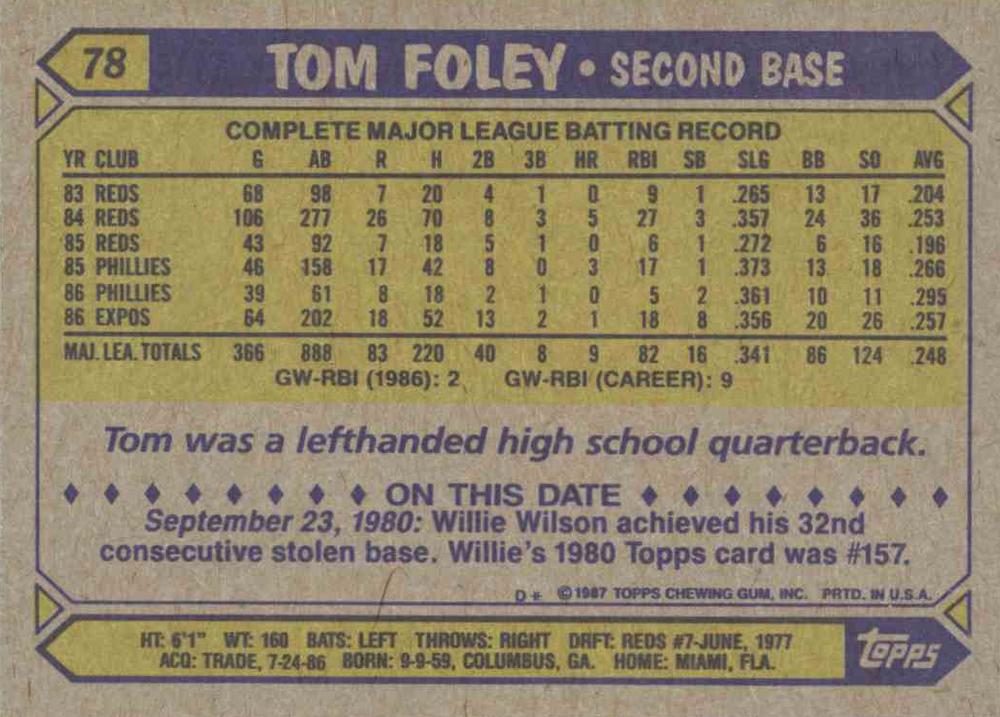 78 TOM FOLEY • SECOND BASE
COMPLETE MAJOR LEAGUE BATTING RECORD
YR CLUB G AB R H 2B 3B HR RBI SB SLG BB SO AVG
83 REDS 68 98 7 20 4 1 0 9 1 .265 13 17 .204
84 REDS 106 277 26 70 8 3 5 27 3 .357 24 36 .253
85 REDS 43 92 7 18 5 1 0 6 1 .272 6 16 .196
85 PHILLIES 46 158 17 42 8 0 3 17 1 .373 13 18 .266
86 PHILLIES 39 61 8 18 2 1 0 5 2 .361 10 11 .295
86 EXPOS 64 202 18 52 13 2 1 18 8 .356 20 26 .257
MAJ. LEA. TOTALS 366 888 83 220 40 8 9 82 16 .341 86 124 .248
GW-RBI (1986): 2 GW-RBI (CAREER): 9
Tom was a lefthanded high school quarterback.
ON THIS DATE
September 23, 1980: Willie Wilson achieved his 32nd
consecutive stolen base. Willie's 1980 Topps card was #157.
D* ©1987 TOPPS CHEWING GUM, INC. PRTD. IN U.S.A.
HT: 6'1" WT: 160 BATS: LEFT THROWS: RIGHT DRFT: REDS #7-JUNE, 1977
ACQ: TRADE, 7-24-86 BORN: 9-9-59, COLUMBUS, GA. HOME: MIAMI, FLA.
TOPPS